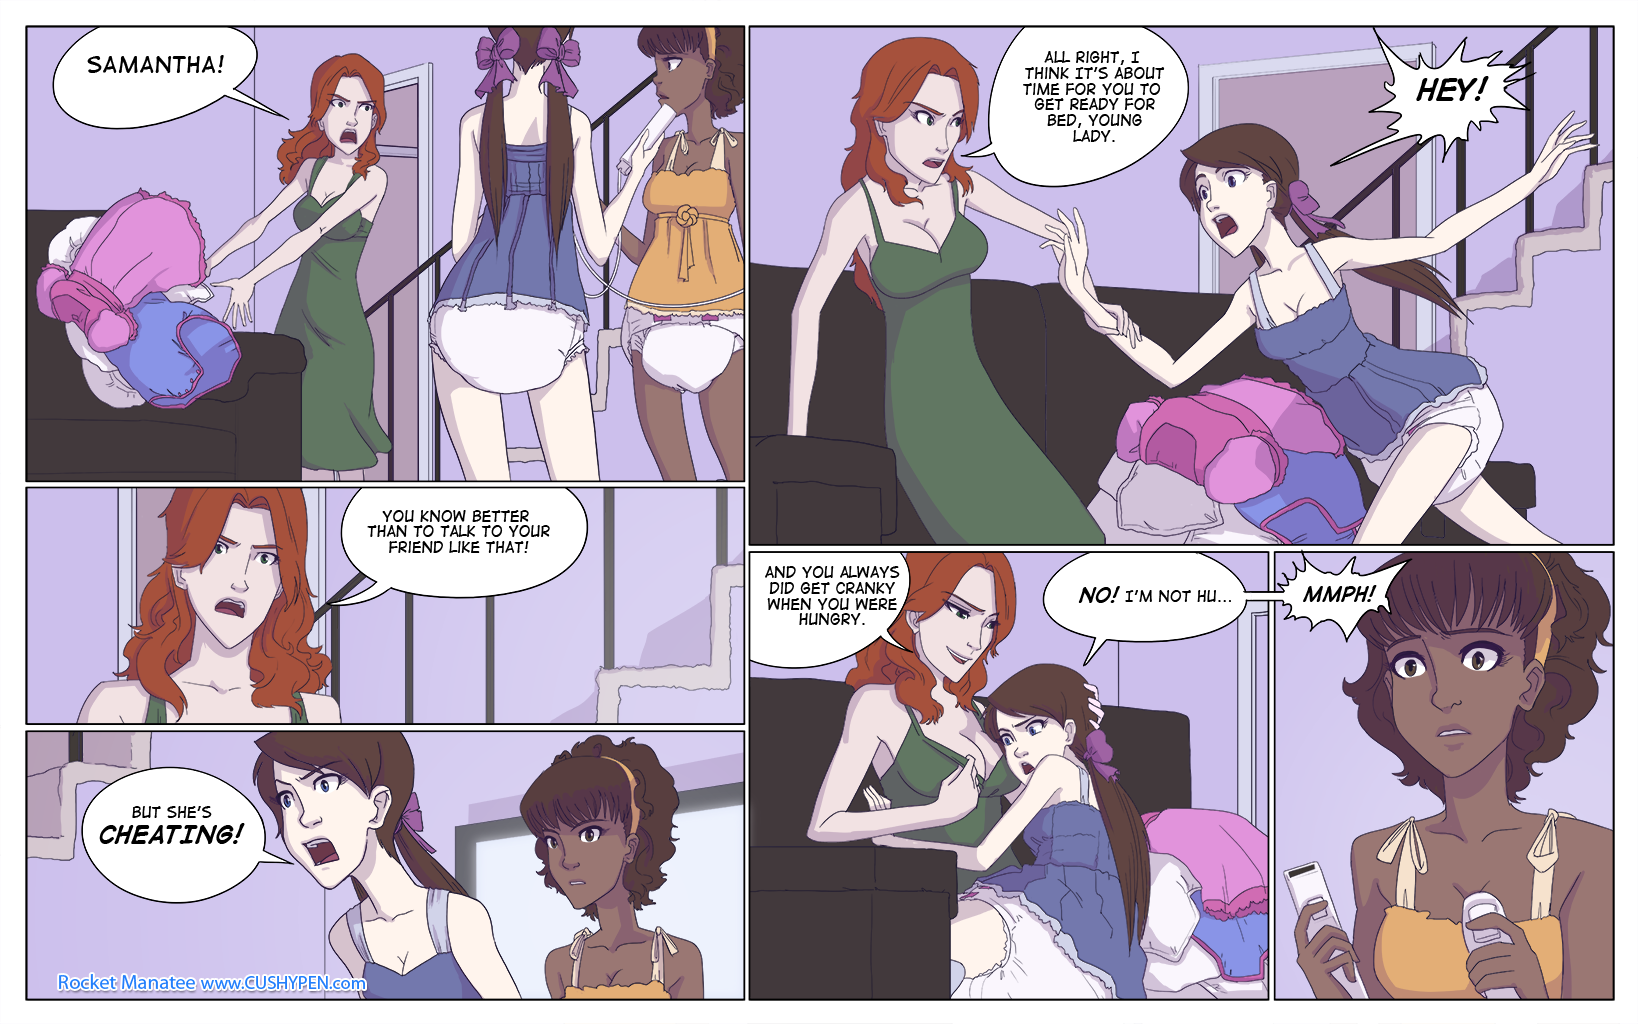 SAMANTHA!
YOU KNOW BETTER
THAN TO TALK TO YOUR
FRIEND LIKE THAT!
BUT SHE'S
CHEATING!
ALL RIGHT, I
THINK IT'S ABOUT
TIME FOR YOU TO
GET READY FOR
BED, YOUNG
LADY.
HEY!
AND YOU ALWAYS
DID GET CRANKY
WHEN YOU WERE
HUNGRY.
NO! I'M NOT HU...
MMPH!
Rocket Manatee www.CUSHYPEN.com